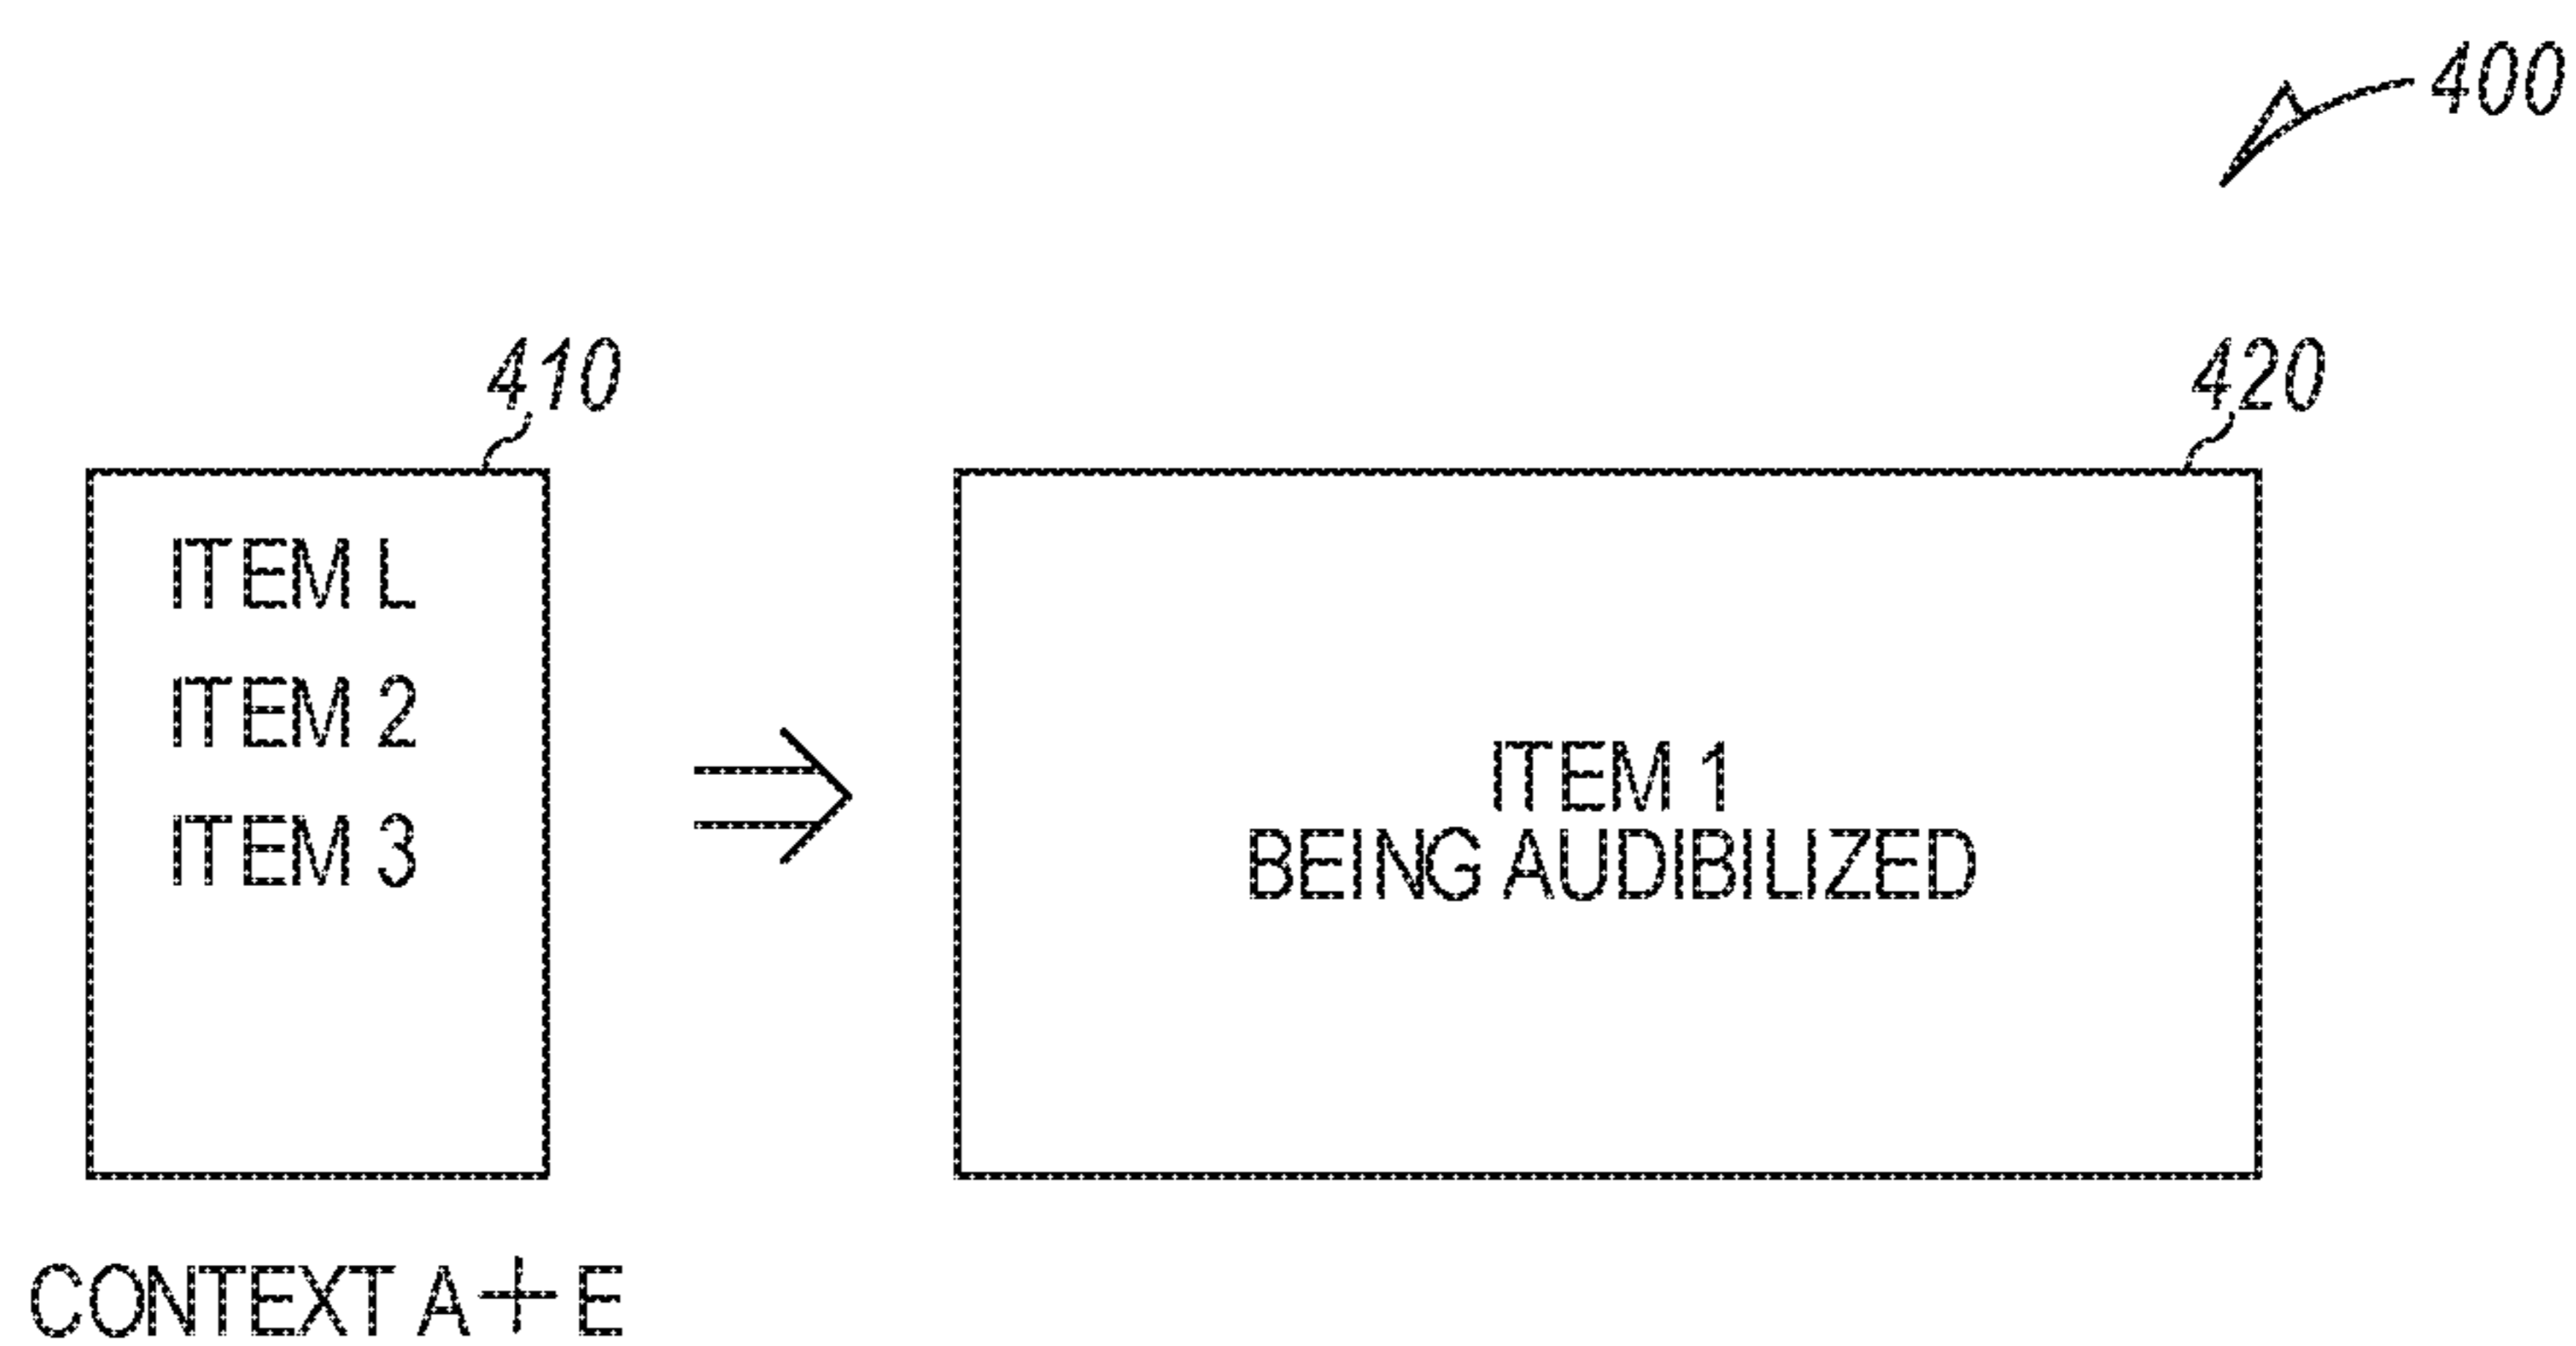 400
410
420
ITEM L
ITEM 2
ITEM 3
ITEM 1
BEING AUDIBILIZED
CONTEXT A+E